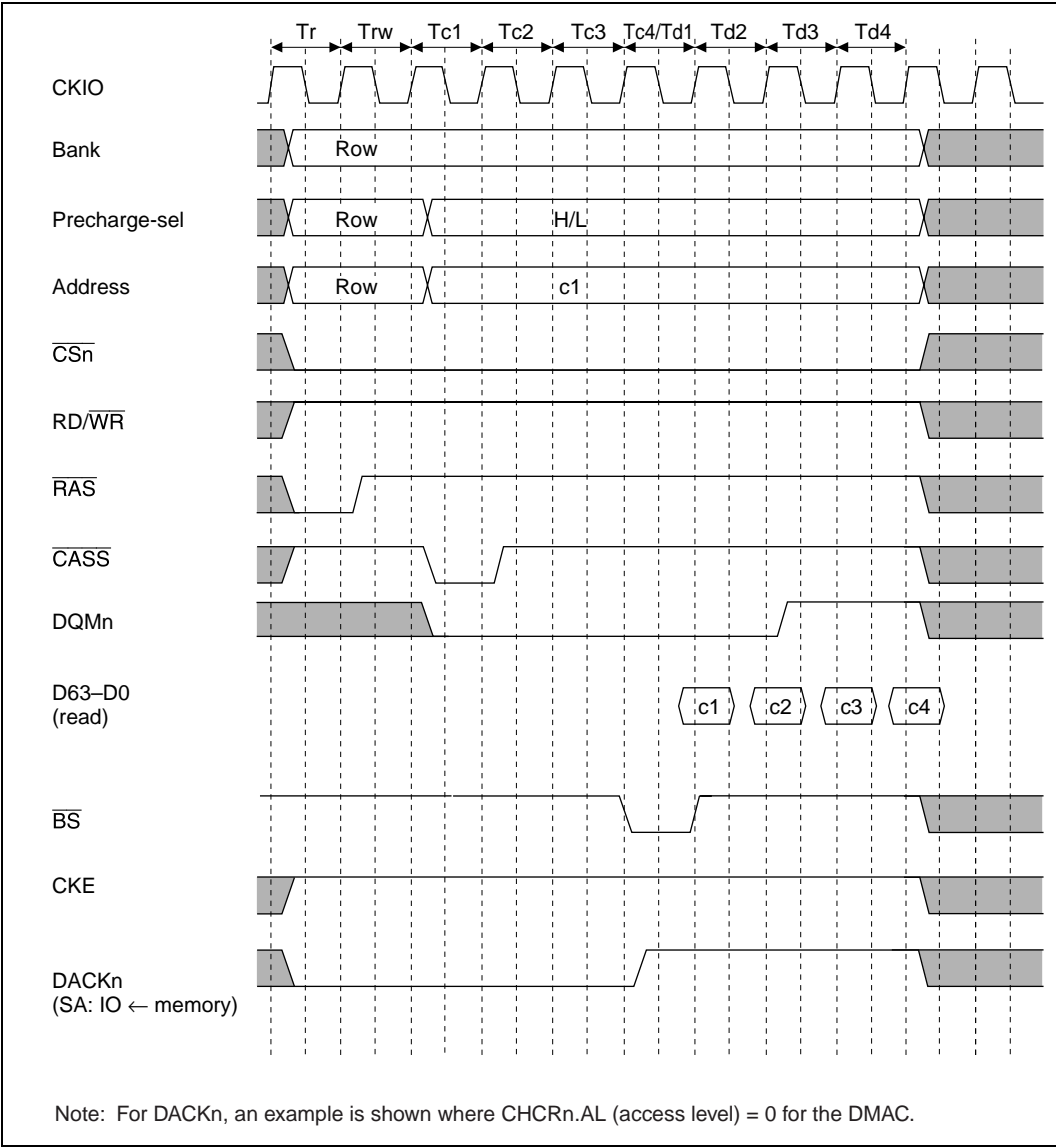 Tr Trw Tc1 Tc2 Tc3 Tc4/Td1 Td2 Td3 Td4
CKIO
Bank Row
Precharge-sel Row H/L
Address Row c1
CSn
RD/WR
RAS
CASS
DQMn
D63–D0
(read)
c1 c2 c3 c4
BS
CKE
DACKn
(SA: IO ← memory)
Note: For DACKn, an example is shown where CHCRn.AL (access level) = 0 for the DMAC.